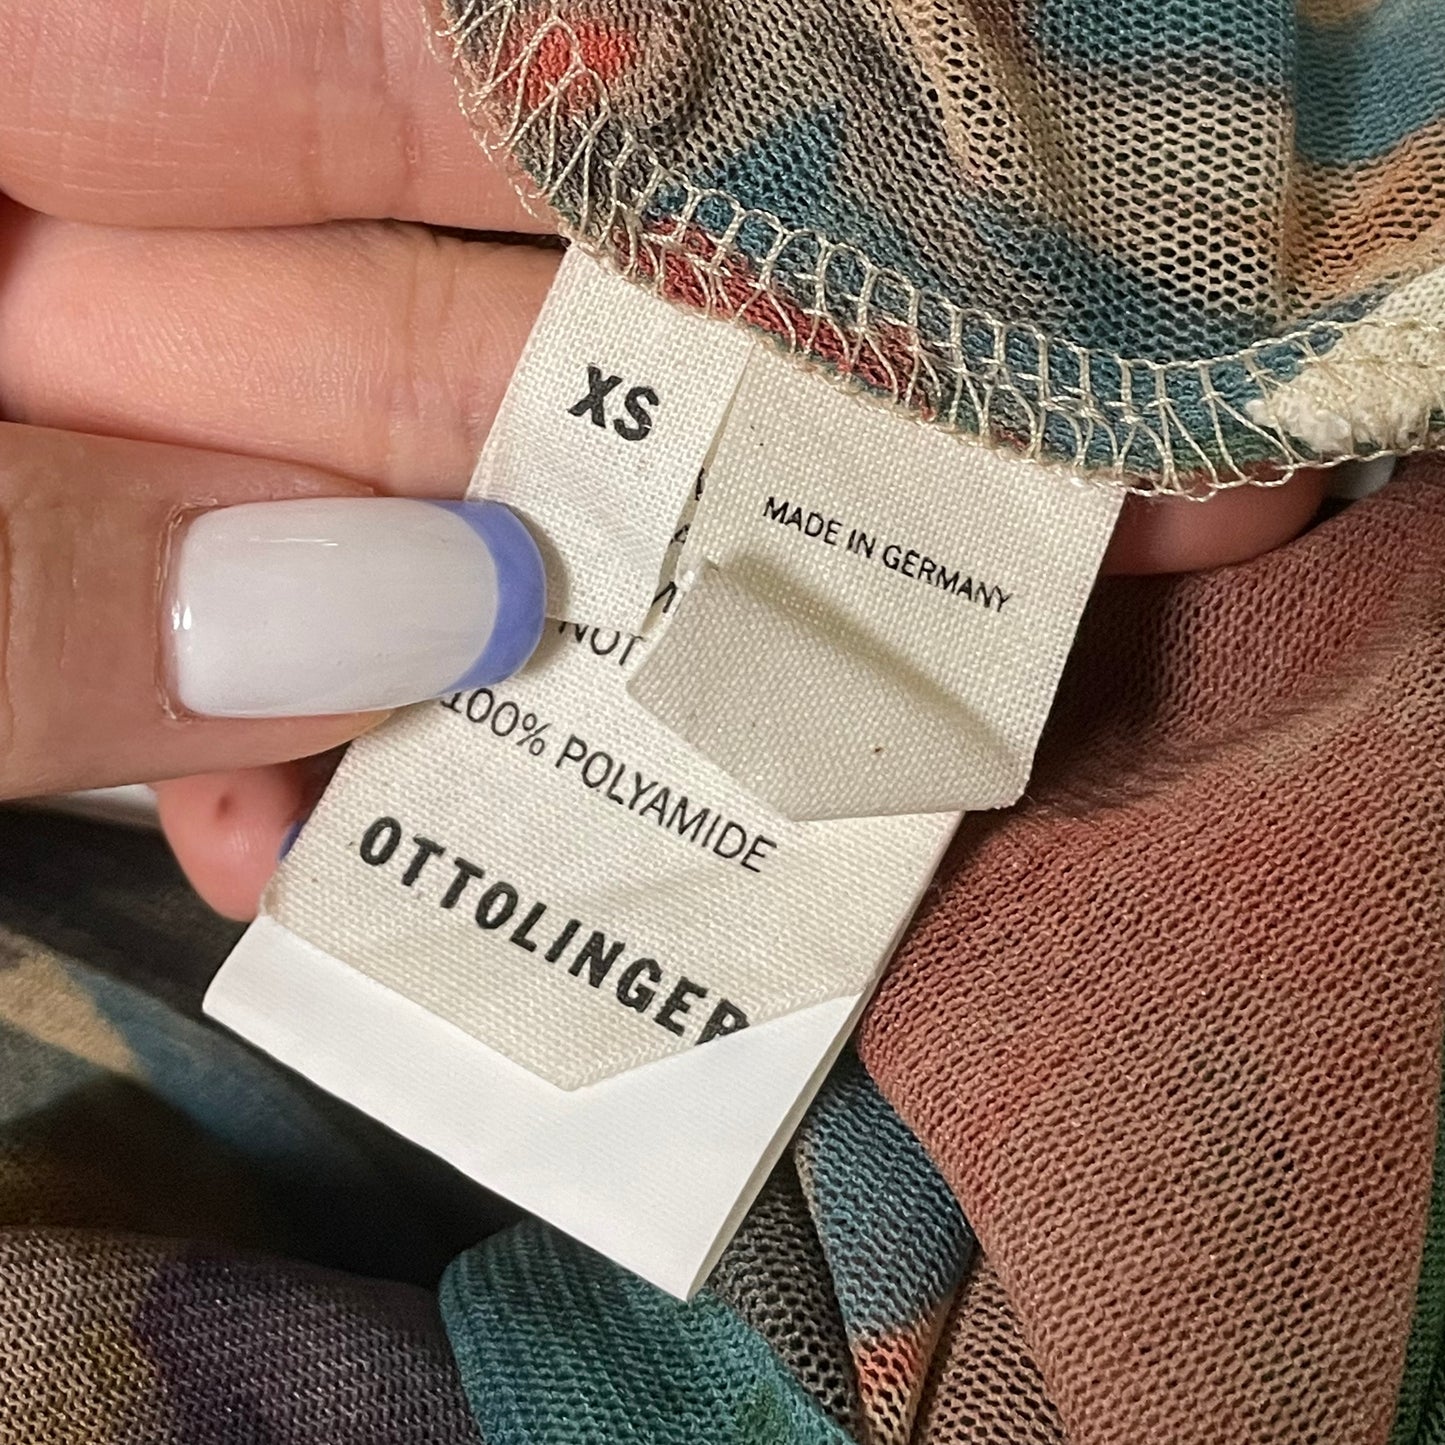 XS
MADE IN GERMANY
NOT
100% POLYAMIDE
OTTOLINGER